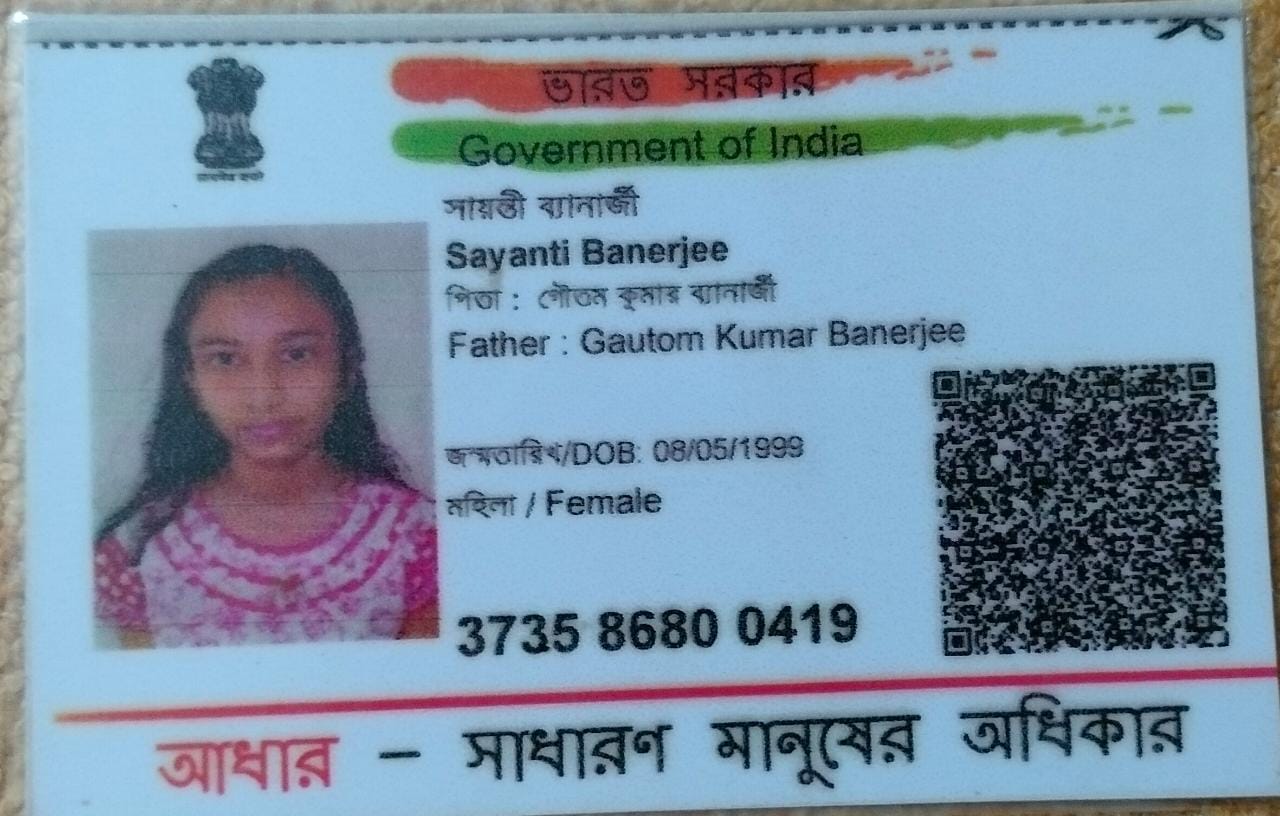 ভারত সরকার
Government of India
সায়ন্তী ব্যানার্জী
Sayanti Banerjee
পিতা : গৌতম কুমার ব্যানার্জী
Father : Gautom Kumar Banerjee
জন্মতারিখ/DOB: 08/05/1999
মহিলা / Female
3735 8680 0419
আধার – সাধারণ মানুষের অধিকার